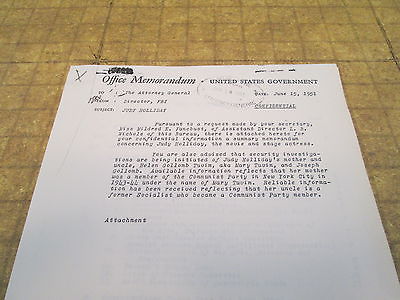 Office Memorandum • UNITED STATES GOVERNMENT
TO : The Attorney General DATE: June 15, 1951
FROM : Director, FBI CONFIDENTIAL
SUBJECT: JUDY HOLLIDAY
Pursuant to a request made by your secretary,
Miss Mildred E. of Assistant Director L. B.
Nichols of this Bureau, there is attached hereto for
your confidential information a summary memorandum
concerning Judy Holliday, the movie and stage actress.
You are also advised that security investiga-
tions are being initiated of Judy Holliday's mother and
uncle, Helen Gollomb Tuvim, aka Mary Tuvim, and Joseph
Gollomb. Available information reflects that her mother
was a member of the Communist Party in New York City in
1943-44 under the name of Mary Tuvim. Reliable informa-
tion has been received reflecting that her uncle is a
former Socialist who became a Communist Party member.
Attachment